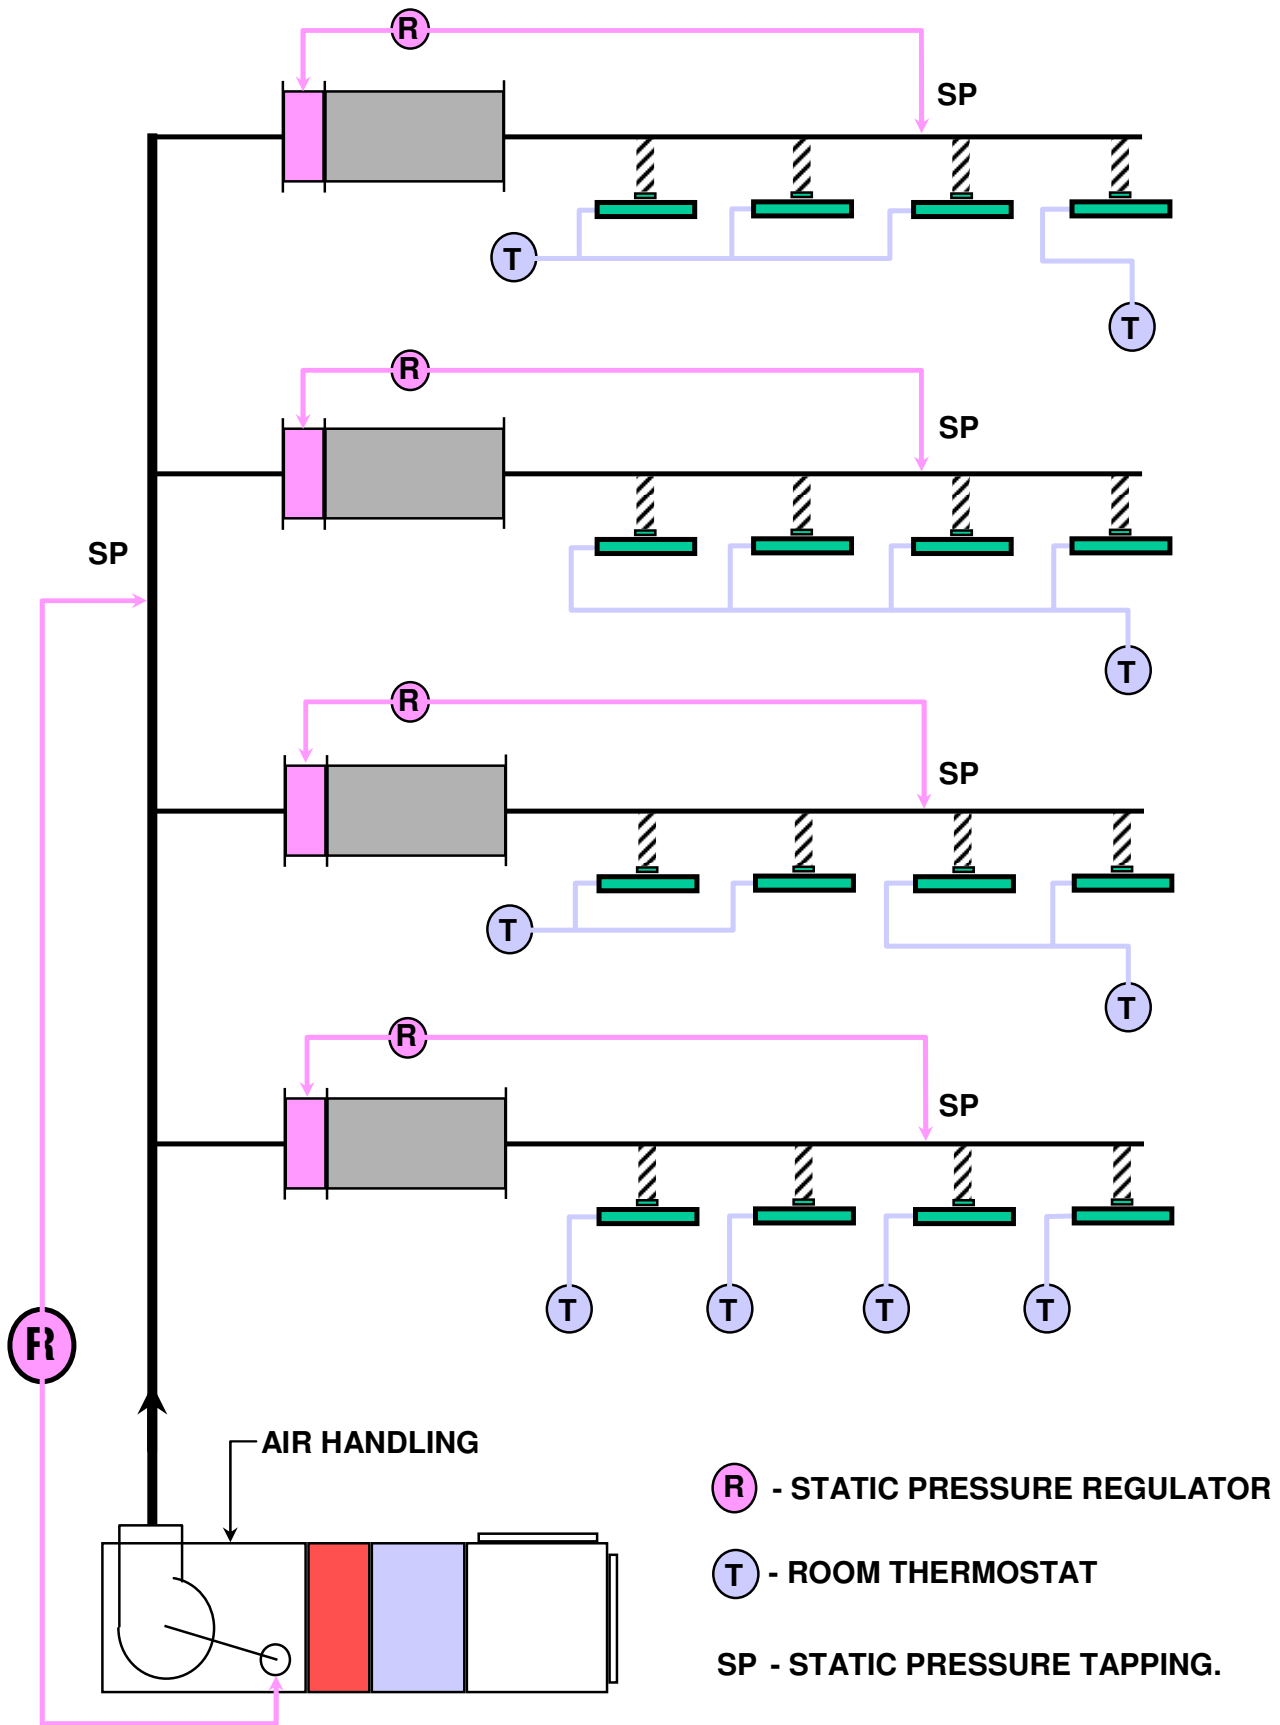 R
SP
T
T
R
SP
SP
T
R
SP
T
T
R
SP
T
T
T
T
R
AIR HANDLING
R - STATIC PRESSURE REGULATOR
T - ROOM THERMOSTAT
SP - STATIC PRESSURE TAPPING.